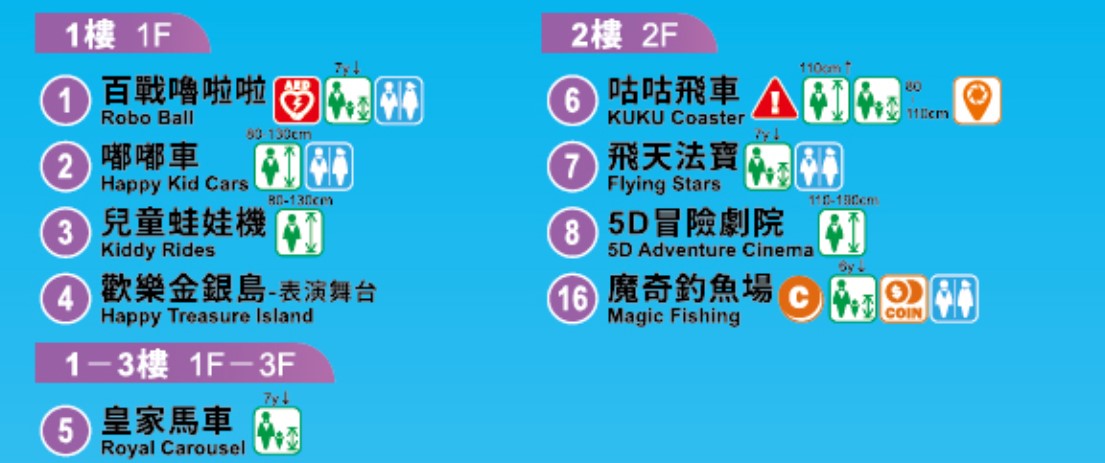 1樓 1F
1 百戰嚕啦啦 AED 7y↓
Robo Ball
2 嘟嘟車 80-130cm
Happy Kid Cars
3 兒童蛙娃機 80-130cm
Kiddy Rides
4 歡樂金銀島-表演舞台
Happy Treasure Island
1－3樓 1F－3F
5 皇家馬車 7y↓
Royal Carousel
2樓 2F
6 咕咕飛車 ! 110cm↑ 80-110cm
KUKU Coaster
7 飛天法寶 7y↓
Flying Stars
8 5D冒險劇院 110-190cm
5D Adventure Cinema
16 魔奇釣魚場 C 6y↓ $ COIN
Magic Fishing